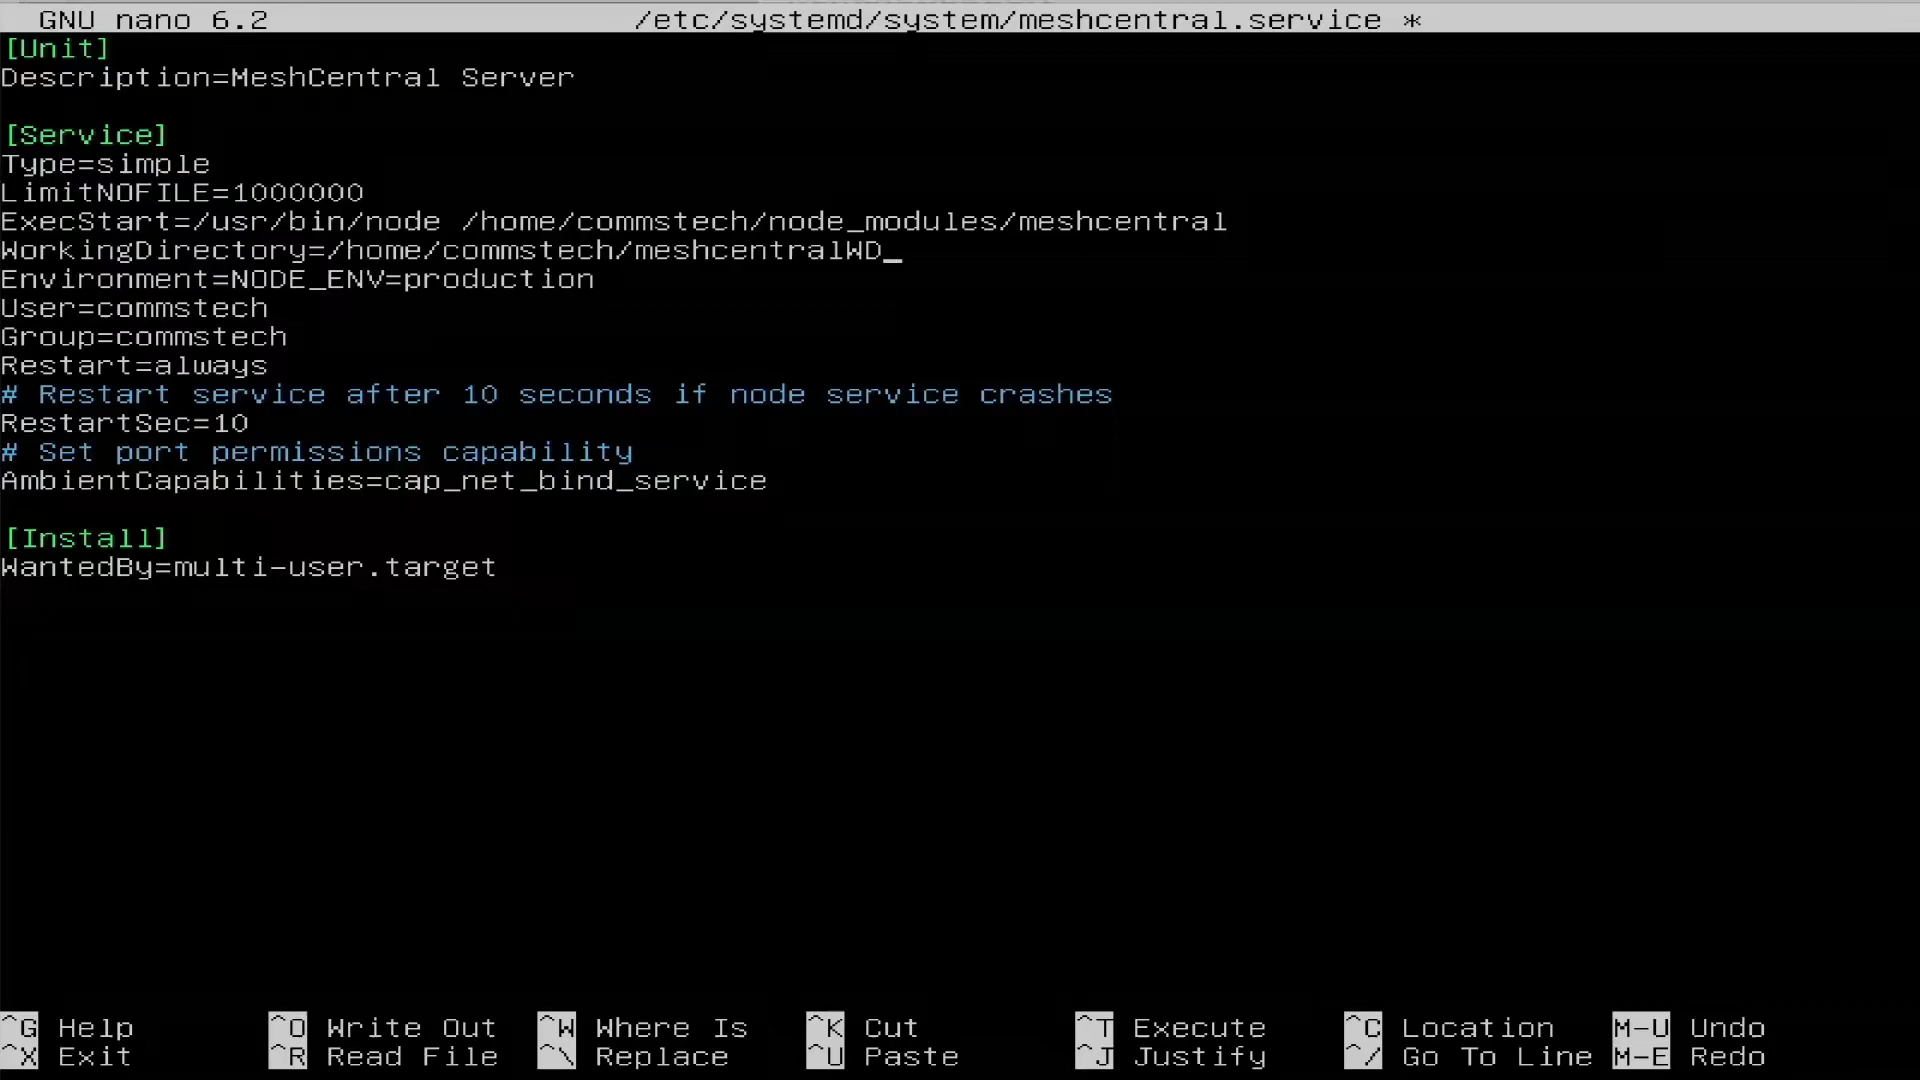 GNU nano 6.2 /etc/systemd/system/meshcentral.service *
[Unit]
Description=MeshCentral Server
[Service]
Type=simple
LimitNOFILE=1000000
ExecStart=/usr/bin/node /home/commstech/node_modules/meshcentral
WorkingDirectory=/home/commstech/meshcentralWD_
Environment=NODE_ENV=production
User=commstech
Group=commstech
Restart=always
# Restart service after 10 seconds if node service crashes
RestartSec=10
# Set port permissions capability
AmbientCapabilities=cap_net_bind_service
[Install]
WantedBy=multi-user.target
^G Help ^O Write Out ^W Where Is ^K Cut ^T Execute ^C Location M-U Undo
^X Exit ^R Read File ^\ Replace ^U Paste ^J Justify ^/ Go To Line M-E Redo